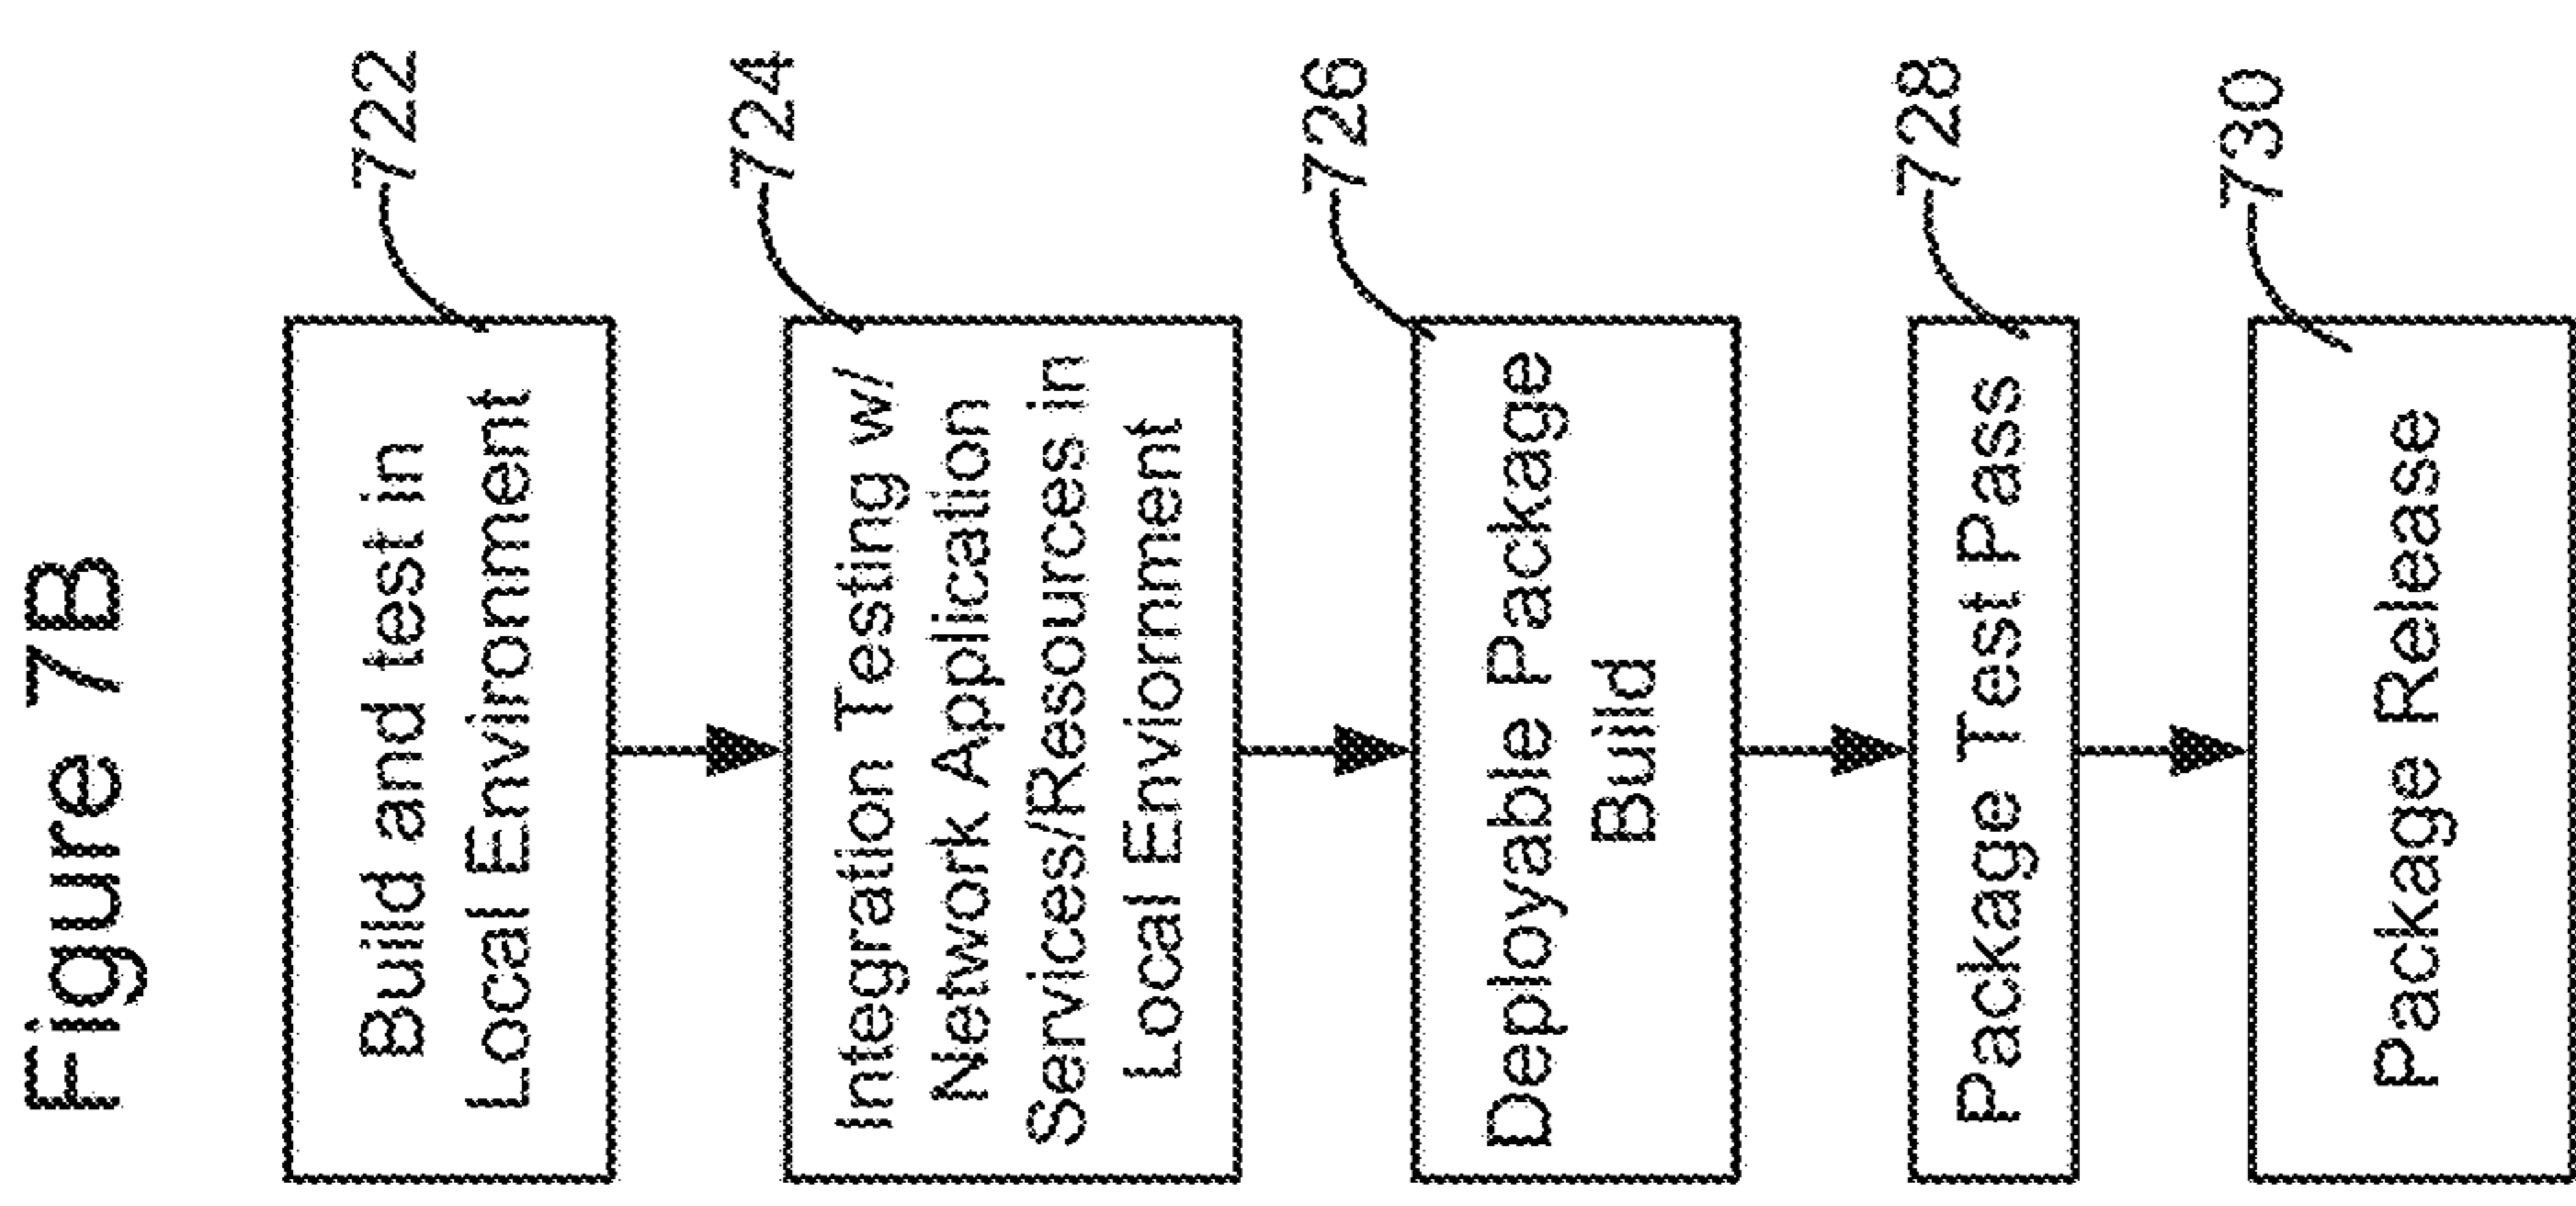 Figure 7B
Build and test in
Local Environment
722
Integration Testing w/
Network Application
Services/Resources in
Local Enviornment
724
Deployable Package
Build
726
Package Test Pass
728
Package Release
730